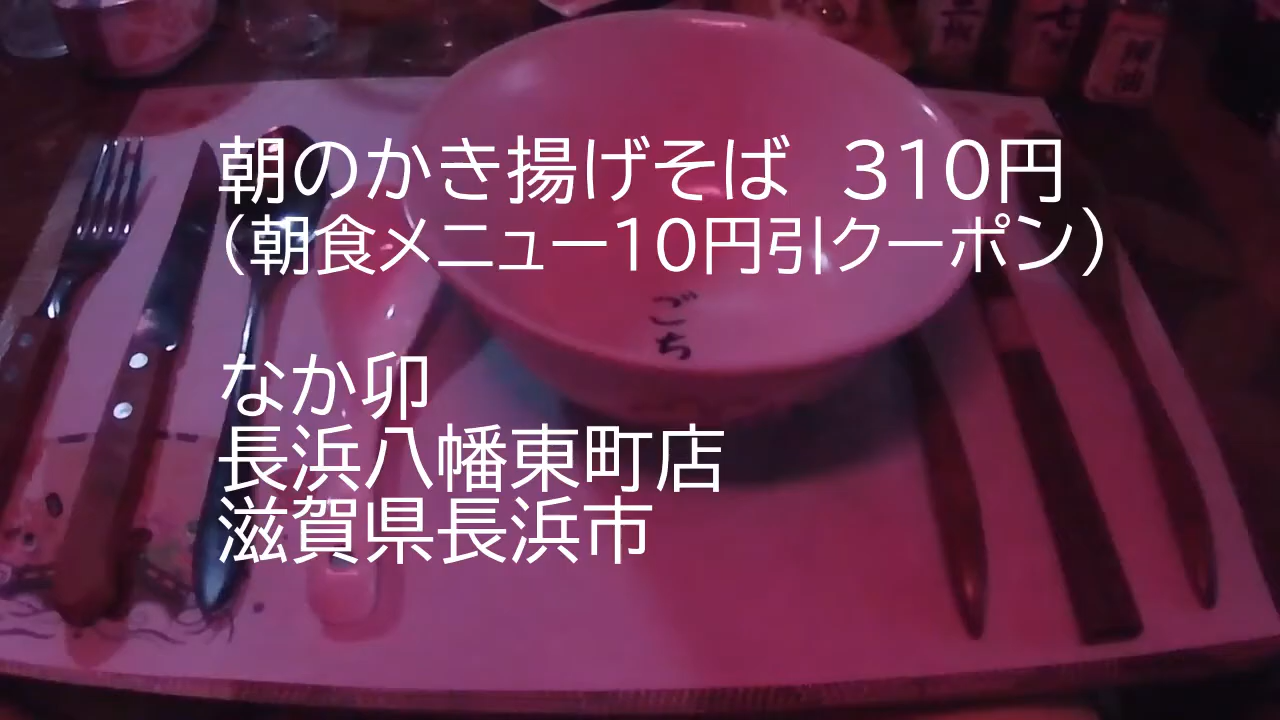 朝のかき揚げそば　３１０円
（朝食メニュー１０円引クーポン）
ごち
なか卯
長浜八幡東町店
滋賀県長浜市